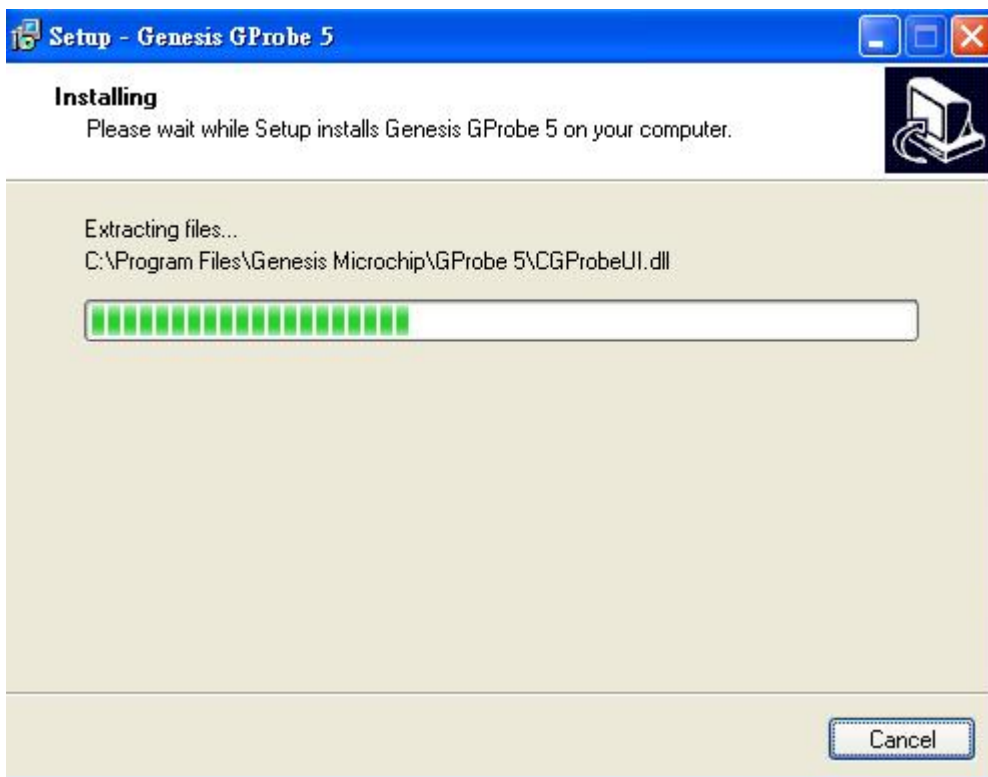 Setup - Genesis GProbe 5
Installing
Please wait while Setup installs Genesis GProbe 5 on your computer.
Extracting files...
C:\Program Files\Genesis Microchip\GProbe 5\CGProbeUI.dll
Cancel